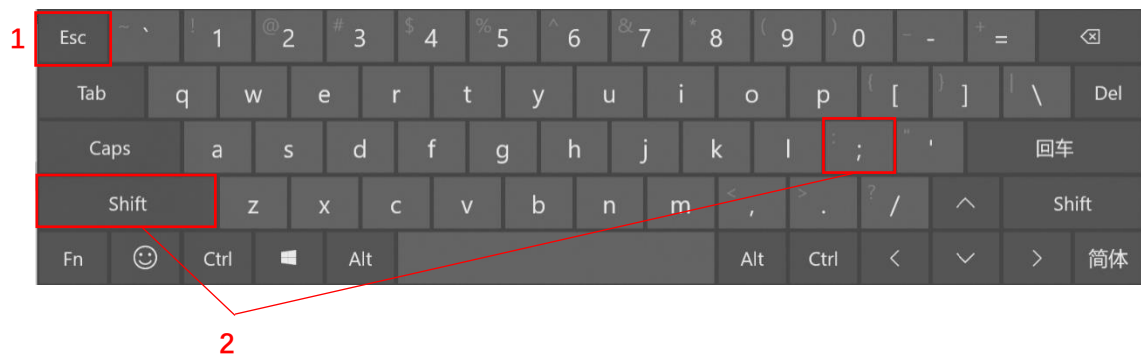 1 Esc ~ ` ! 1 @ 2 # 3 $ 4 % 5 ^ 6 & 7 * 8 ( 9 ) 0 _ - + =
Tab q w e r t y u i o p { [ } ] | \ Del
Caps a s d f g h j k l : ; " ' 回车
Shift z x c v b n m < , > . ? / Shift
Fn Ctrl Alt Alt Ctrl 简体
2